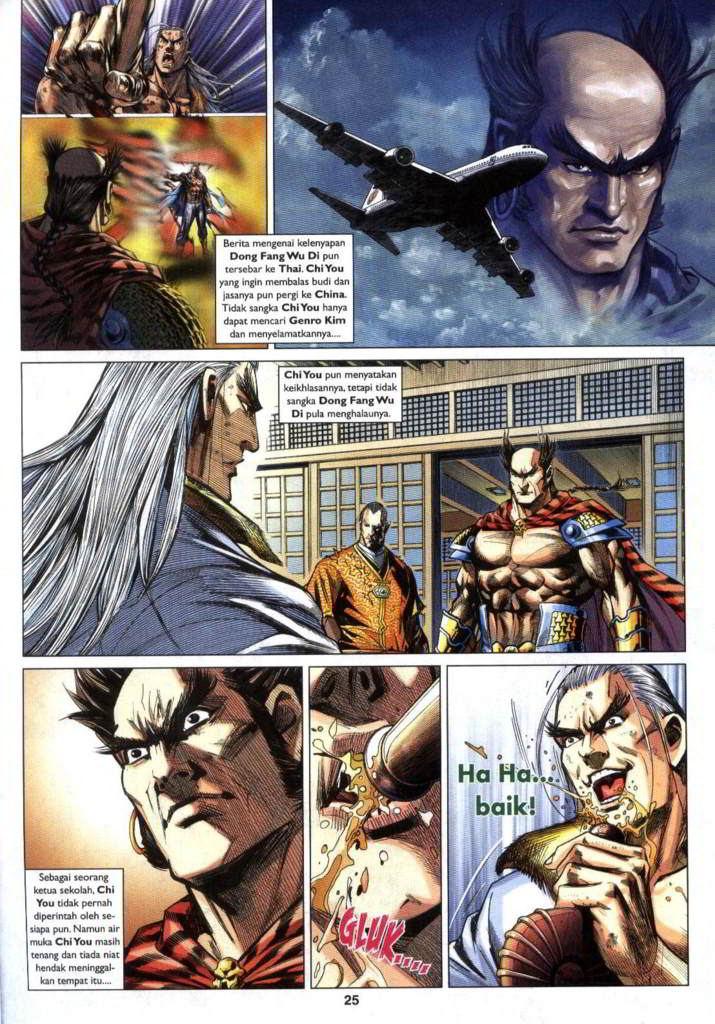 Berita mengenai kelenyapan
Dong Fang Wu Di pun
tersebar ke Thai. Chi You
yang ingin membalas budi dan
jasanya pun pergi ke China.
Tidak sangka Chi You hanya
dapat mencari Genro Kim
dan menyelamatkannya....
Chi You pun menyatakan
keikhlasannya, tetapi tidak
sangka Dong Fang Wu
Di pula menghalaunya.
Sebagai seorang
ketua sekolah, Chi
You tidak pernah
diperintah oleh se-
siapa pun. Namun air
muka Chi You masih
tenang dan tiada niat
hendak meninggal-
kan tempat itu....
GLUK....
Ha Ha....
baik!
25